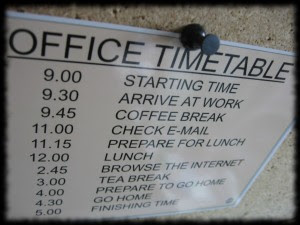 OFFICE TIMETABLE
9.00 STARTING TIME
9.30 ARRIVE AT WORK
9.45 COFFEE BREAK
11.00 CHECK E-MAIL
11.15 PREPARE FOR LUNCH
12.00 LUNCH
2.45 BROWSE THE INTERNET
3.00 TEA BREAK
4.00 PREPARE TO GO HOME
4.30 GO HOME
5.00 FINISHING TIME